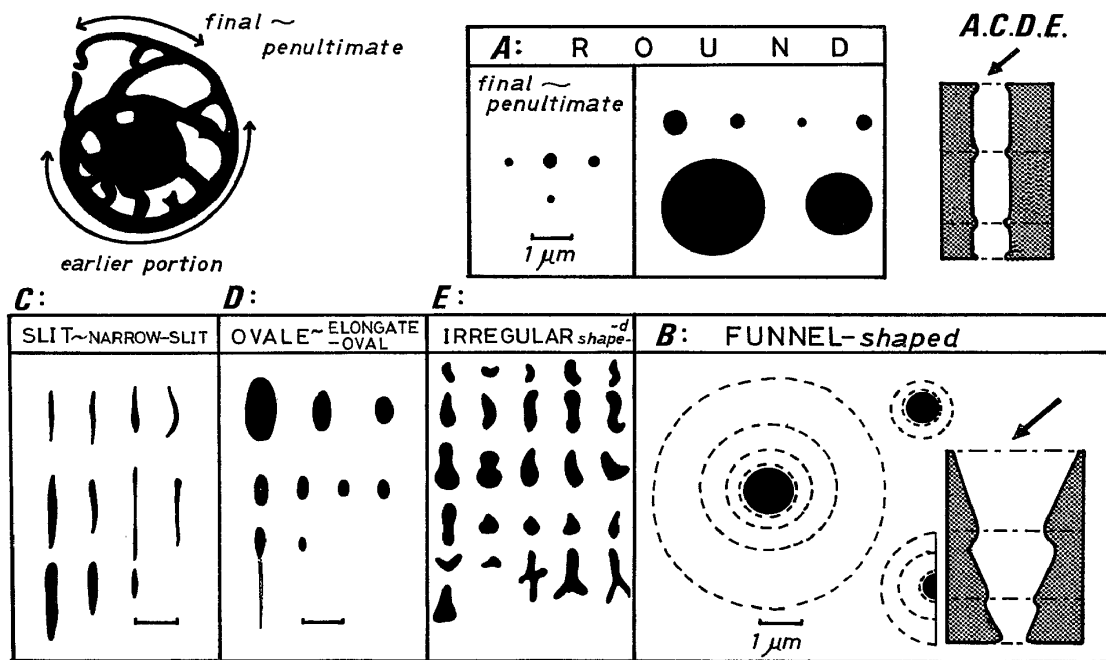 final ~
penultimate
earlier portion
A: ROUND
final ~
penultimate
1 μm
A.C.D.E.
C:
SLIT~NARROW-SLIT
D:
OVALE~ELONGATE
-OVAL
E:
IRREGULAR shape-
-d
B: FUNNEL-shaped
1 μm